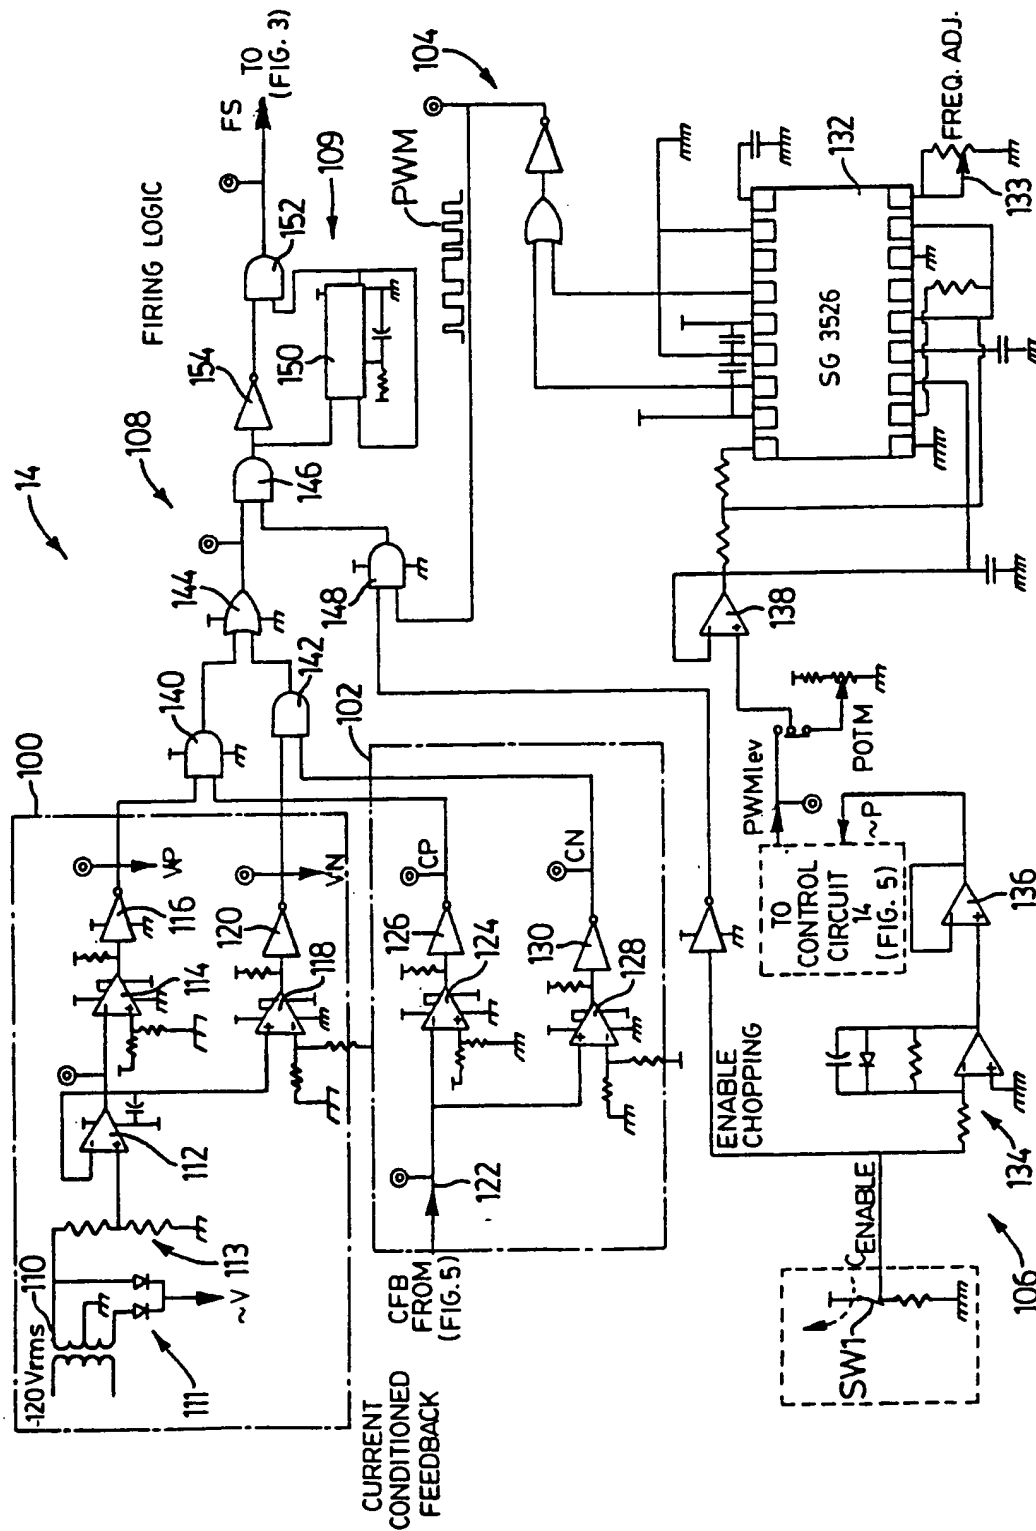 14
FIRING LOGIC
108
100
-120Vrms
110
111
~V
113
112
114
116
VP
118
120
VN
140
142
144
146
148
154
150
152
109
FS
TO
(FIG. 3)
CURRENT
CONDITIONED
FEEDBACK
CFB
FROM
(FIG. 5)
122
102
124
126
CP
128
130
CN
PWM
104
ENABLE
CHOPPING
SW1
CENABLE
106
134
136
TO
CONTROL
CIRCUIT
14
(FIG. 5)
PWMlev
~P
POTM
138
SG 3526
132
133
FREQ. ADJ.